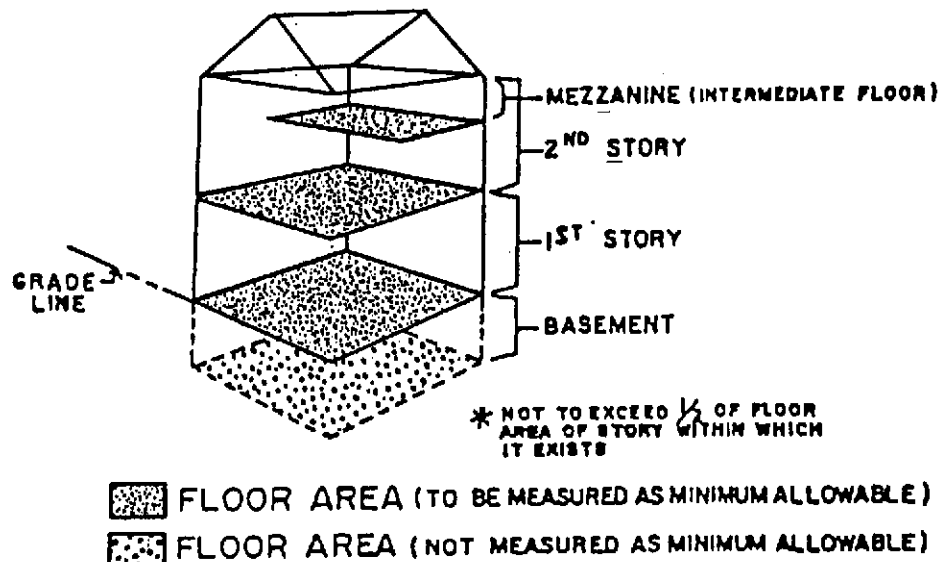 MEZZANINE (INTERMEDIATE FLOOR)
2ND STORY
1ST STORY
GRADE
LINE
BASEMENT
* NOT TO EXCEED 1/2 OF FLOOR
AREA OF STORY WITHIN WHICH
IT EXISTS
FLOOR AREA (TO BE MEASURED AS MINIMUM ALLOWABLE)
FLOOR AREA (NOT MEASURED AS MINIMUM ALLOWABLE)